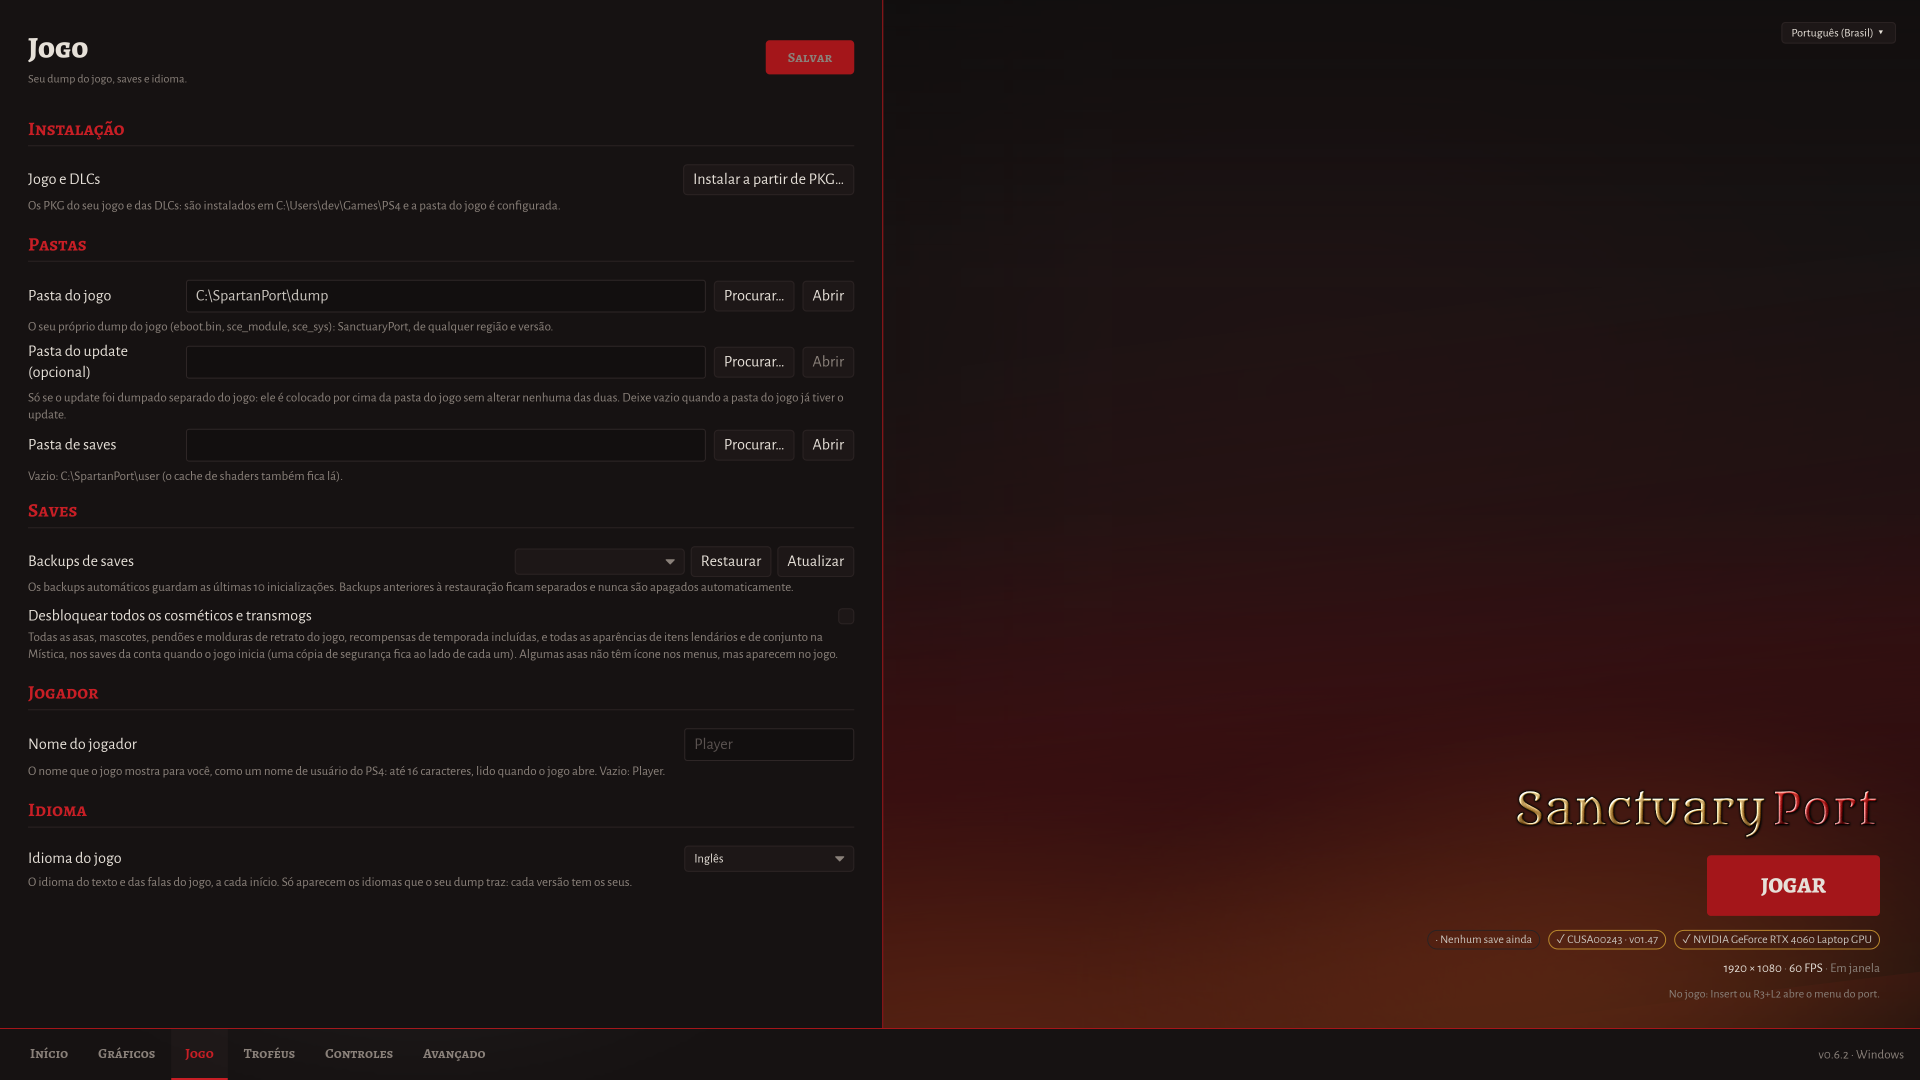 Jogo
Seu dump do jogo, saves e idioma.
Salvar
Português (Brasil) ▾
Instalação
Jogo e DLCs
Instalar a partir de PKG...
Os PKG do seu jogo e das DLCs: são instalados em C:\Users\dev\Games\PS4 e a pasta do jogo é configurada.
Pastas
Pasta do jogo
C:\SpartanPort\dump
Procurar...
Abrir
O seu próprio dump do jogo (eboot.bin, sce_module, sce_sys): SanctuaryPort, de qualquer região e versão.
Pasta do update
(opcional)
Procurar...
Abrir
Só se o update foi dumpado separado do jogo: ele é colocado por cima da pasta do jogo sem alterar nenhuma das duas. Deixe vazio quando a pasta do jogo já tiver o
update.
Pasta de saves
Procurar...
Abrir
Vazio: C:\SpartanPort\user (o cache de shaders também fica lá).
Saves
Backups de saves
Restaurar
Atualizar
Os backups automáticos guardam as últimas 10 inicializações. Backups anteriores à restauração ficam separados e nunca são apagados automaticamente.
Desbloquear todos os cosméticos e transmogs
Todas as asas, mascotes, pendões e molduras de retrato do jogo, recompensas de temporada incluídas, e todas as aparências de itens lendários e de conjunto na
Mística, nos saves da conta quando o jogo inicia (uma cópia de segurança fica ao lado de cada um). Algumas asas não têm ícone nos menus, mas aparecem no jogo.
Jogador
Nome do jogador
Player
O nome que o jogo mostra para você, como um nome de usuário do PS4: até 16 caracteres, lido quando o jogo abre. Vazio: Player.
Idioma
Idioma do jogo
Inglês
O idioma do texto e das falas do jogo, a cada início. Só aparecem os idiomas que o seu dump traz: cada versão tem os seus.
Sanctuary Port
JOGAR
· Nenhum save ainda
✓ CUSA00243 · v01.47
✓ NVIDIA GeForce RTX 4060 Laptop GPU
1920 × 1080 · 60 FPS · Em janela
No jogo: Insert ou R3+L2 abre o menu do port.
Início
Gráficos
Jogo
Troféus
Controles
Avançado
v0.6.2 · Windows